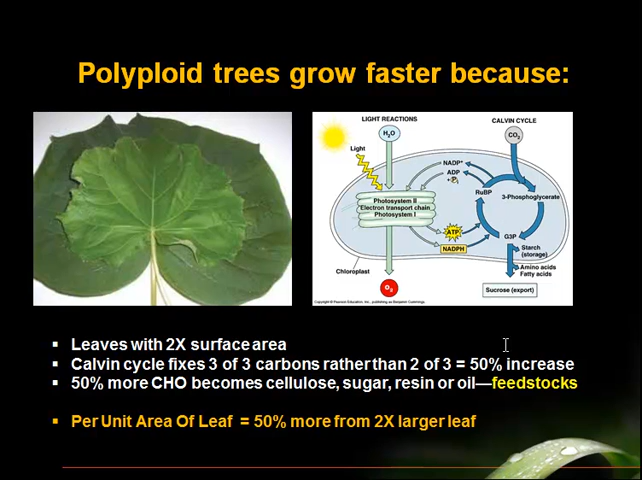 Polyploid trees grow faster because:
LIGHT REACTIONS
CALVIN CYCLE
H₂O
CO₂
Light
NADP⁺
ADP
+ Pi
RuBP
3-Phosphoglycerate
Photosystem II
Electron transport chain
Photosystem I
ATP
NADPH
G3P
Starch
(storage)
Amino acids
Fatty acids
Chloroplast
O₂
Sucrose (export)
Copyright © Pearson Education, Inc., publishing as Benjamin Cummings.
▪ Leaves with 2X surface area
▪ Calvin cycle fixes 3 of 3 carbons rather than 2 of 3 = 50% increase
▪ 50% more CHO becomes cellulose, sugar, resin or oil—feedstocks
▪ Per Unit Area Of Leaf = 50% more from 2X larger leaf